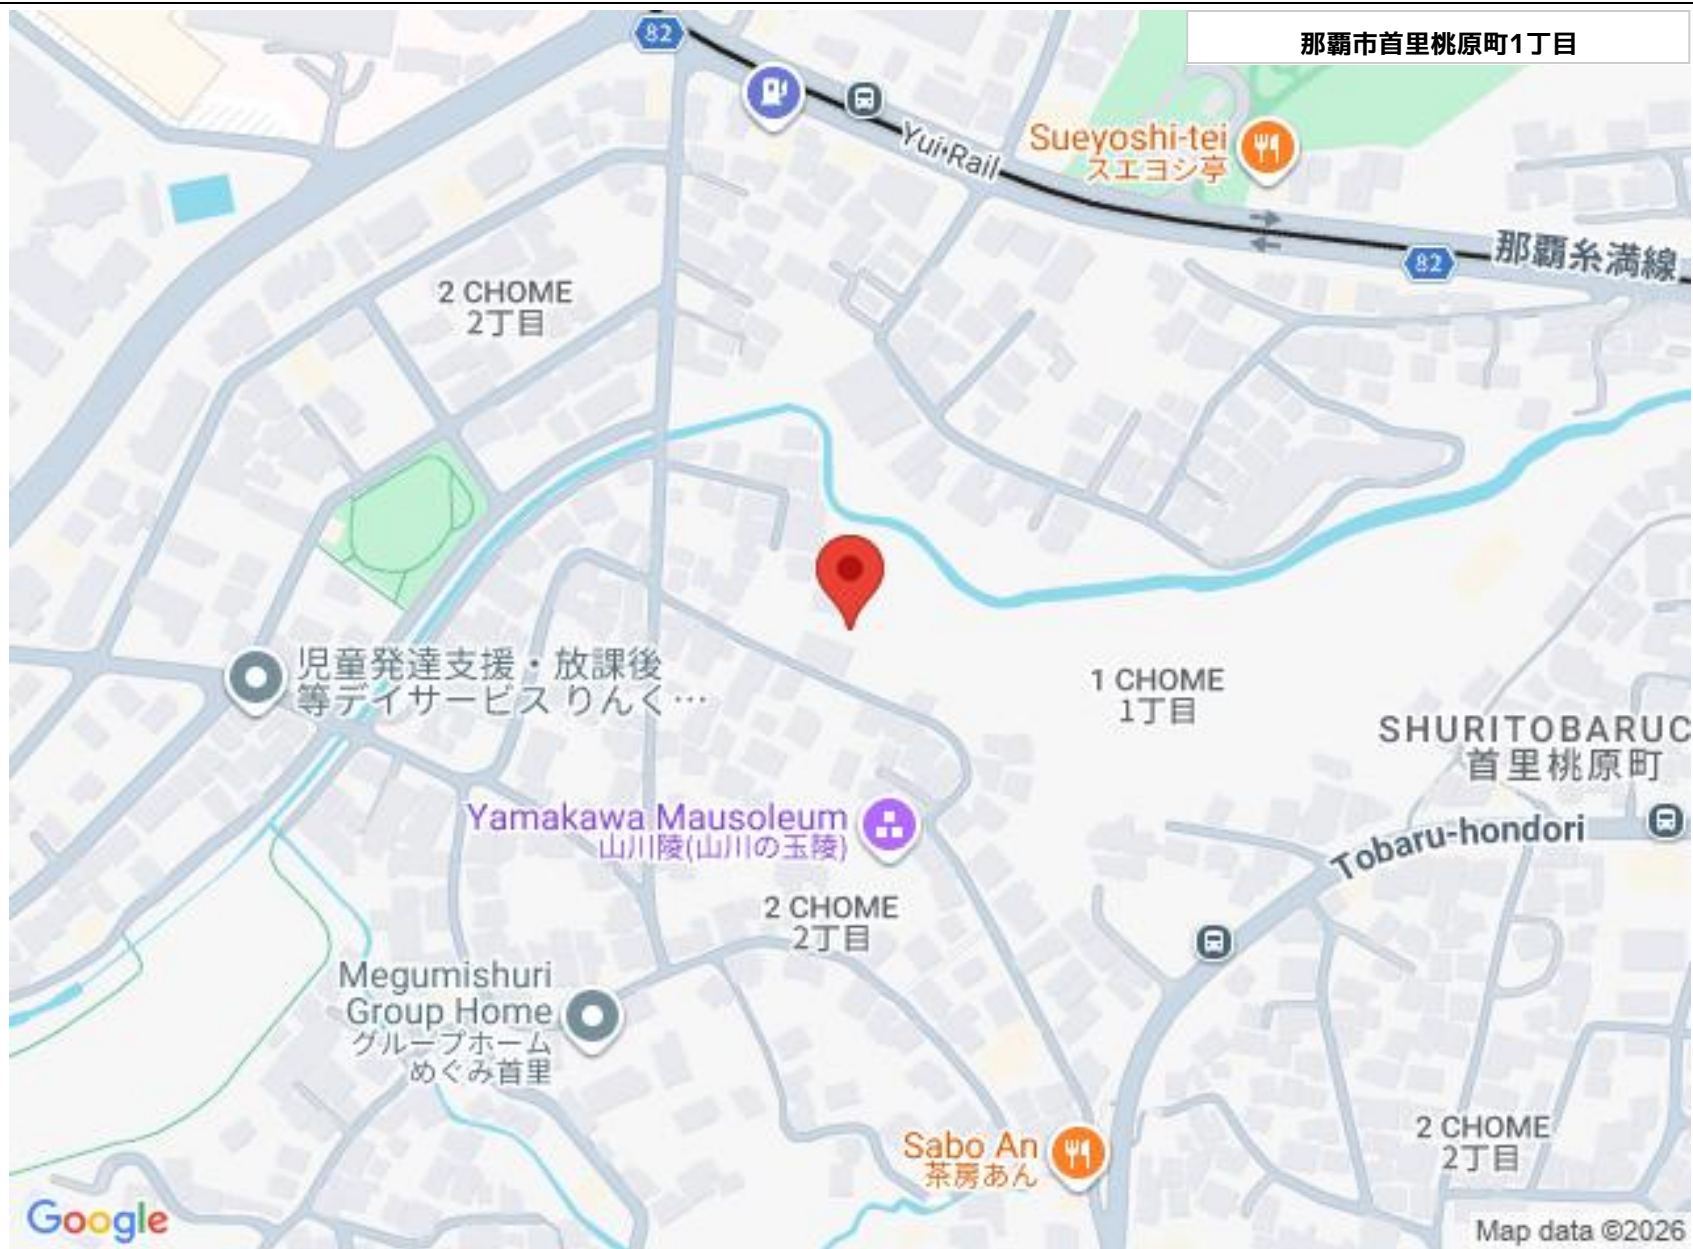 那覇市首里桃原町1丁目
82
Yui Rail
Sueyoshi-tei
スエヨシ亭
82
那覇糸満線
2 CHOME
2丁目
児童発達支援・放課後
等デイサービス りんく…
1 CHOME
1丁目
SHURITOBARUC
首里桃原町
Yamakawa Mausoleum
山川陵(山川の玉陵)
Tobaru-hondori
2 CHOME
2丁目
Megumishuri
Group Home
グループホーム
めぐみ首里
Sabo An
茶房あん
2 CHOME
2丁目
Google
Map data ©2026